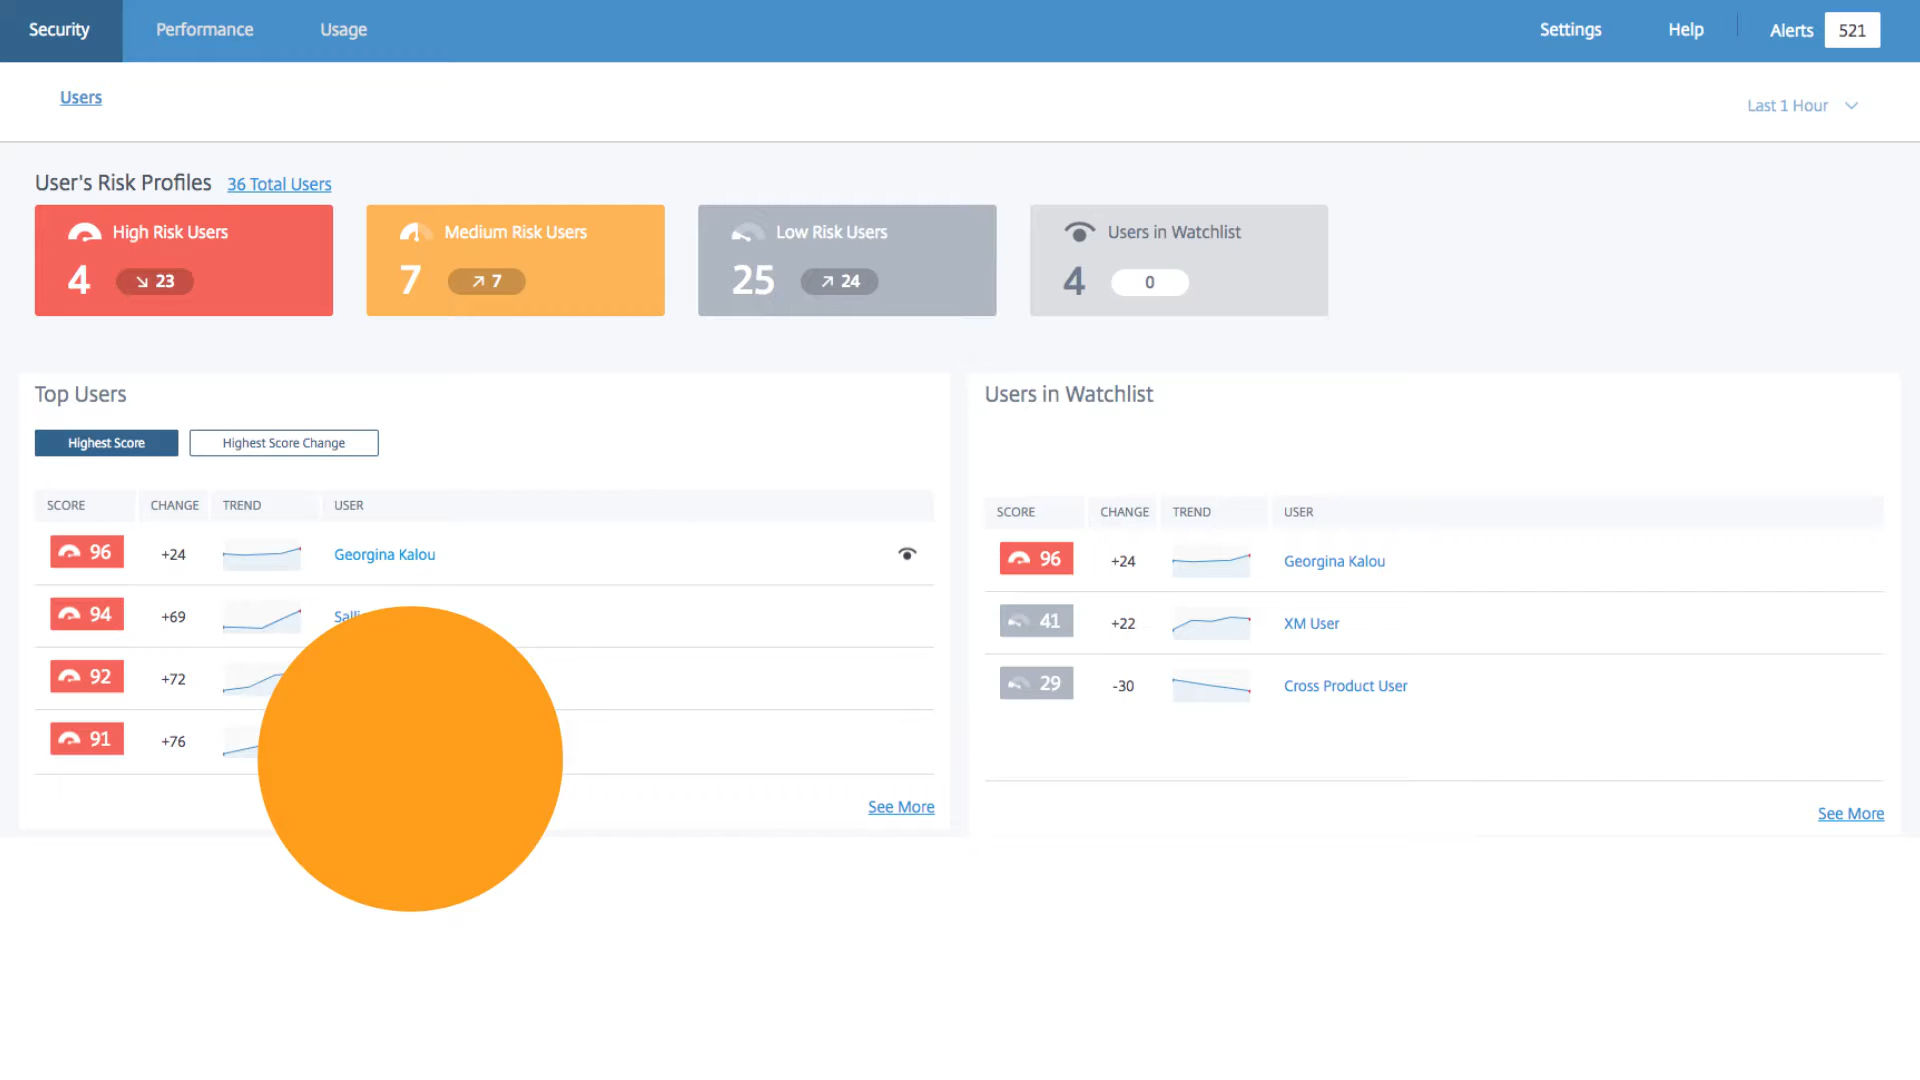 Security Performance Usage Settings Help Alerts 521
Users
Last 1 Hour
User's Risk Profiles 36 Total Users
High Risk Users
4 23
Medium Risk Users
7 7
Low Risk Users
25 24
Users in Watchlist
4 0
Top Users
Highest Score Highest Score Change
SCORE CHANGE TREND USER
96 +24 Georgina Kalou
94 +69
92 +72
91 +76
See More
Users in Watchlist
SCORE CHANGE TREND USER
96 +24 Georgina Kalou
41 +22 XM User
29 -30 Cross Product User
See More